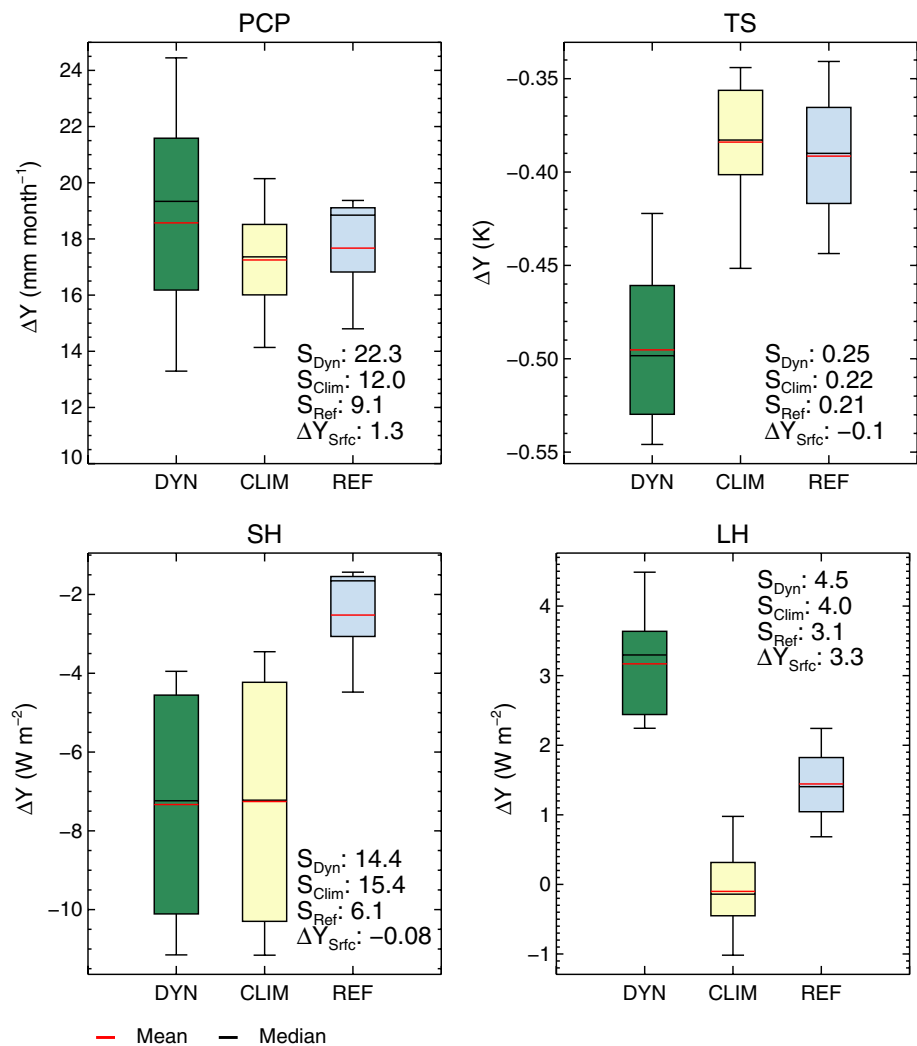 PCP
24
22
20
18
16
14
12
10
ΔY (mm month⁻¹)
S_Dyn: 22.3
S_Clim: 12.0
S_Ref: 9.1
ΔY_Srfc: 1.3
DYN CLIM REF
TS
−0.35
−0.40
−0.45
−0.50
−0.55
ΔY (K)
S_Dyn: 0.25
S_Clim: 0.22
S_Ref: 0.21
ΔY_Srfc: −0.1
DYN CLIM REF
SH
−2
−4
−6
−8
−10
ΔY (W m⁻²)
S_Dyn: 14.4
S_Clim: 15.4
S_Ref: 6.1
ΔY_Srfc: −0.08
DYN CLIM REF
LH
4
3
2
1
0
−1
ΔY (W m⁻²)
S_Dyn: 4.5
S_Clim: 4.0
S_Ref: 3.1
ΔY_Srfc: 3.3
DYN CLIM REF
Mean Median